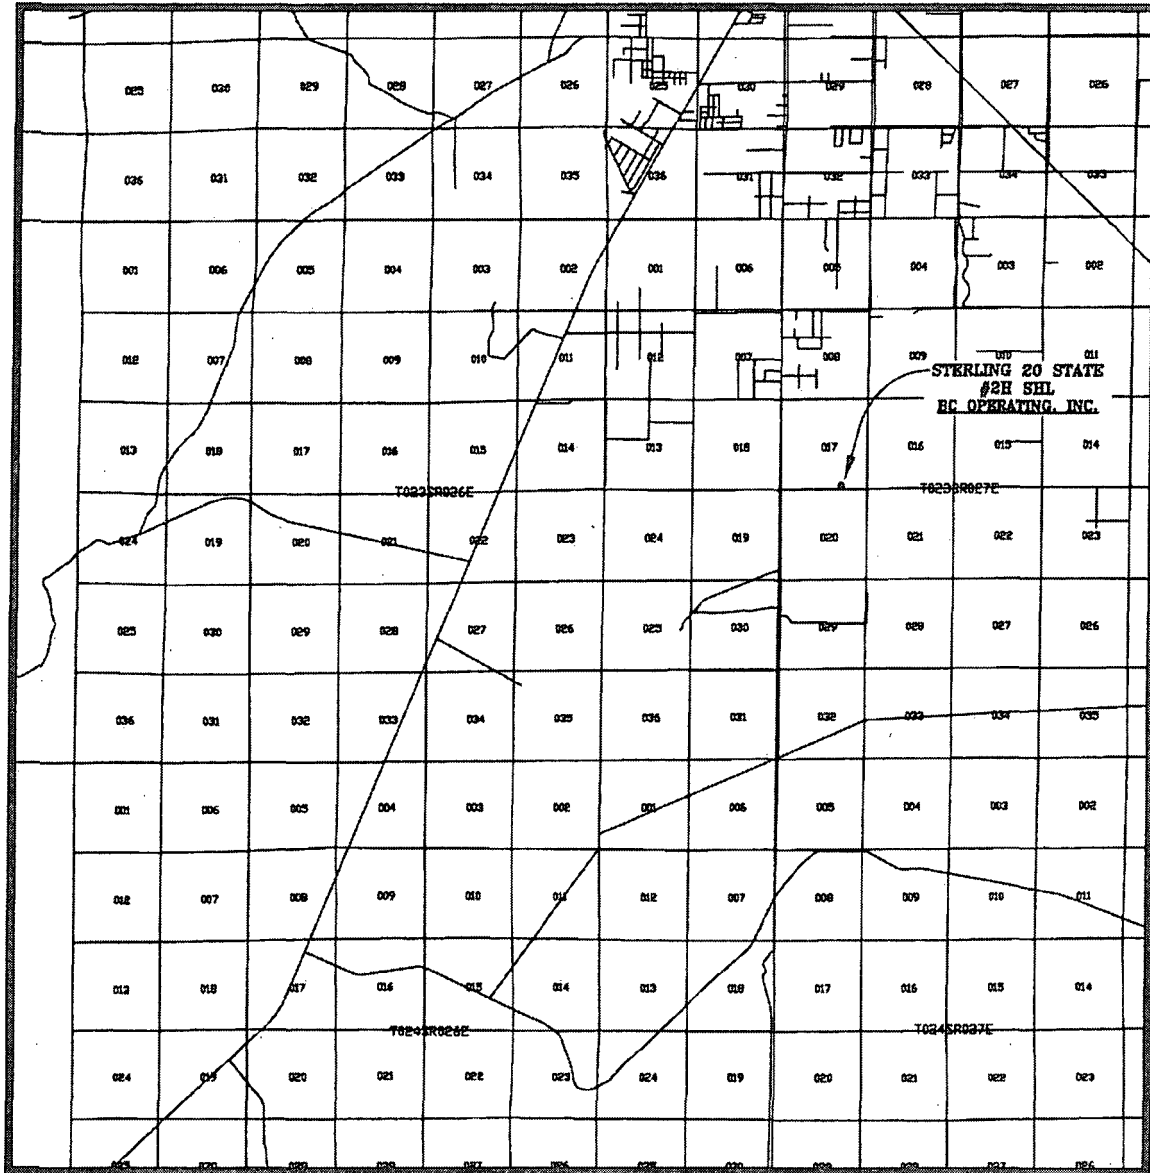 025 030 029 028 027 026 025 030 029 028 027 026
036 031 032 033 034 035 036 031 032 033 034 035
001 006 005 004 003 002 001 006 005 004 003 002
012 007 008 009 010 011 012 007 008 009 010 011
STERLING 20 STATE
#2H SHL
BC OPERATING, INC.
013 018 017 016 015 014 013 018 017 016 015 014
T023SR026E T023SR027E
024 019 020 021 022 023 024 019 020 021 022 023
025 030 029 028 027 026 025 030 029 028 027 026
036 031 032 033 034 035 036 031 032 033 034 035
001 006 005 004 003 002 001 006 005 004 003 002
012 007 008 009 010 011 012 007 008 009 010 011
013 018 017 016 015 014 013 018 017 016 015 014
T024SR026E T024SR027E
024 019 020 021 022 023 024 019 020 021 022 023